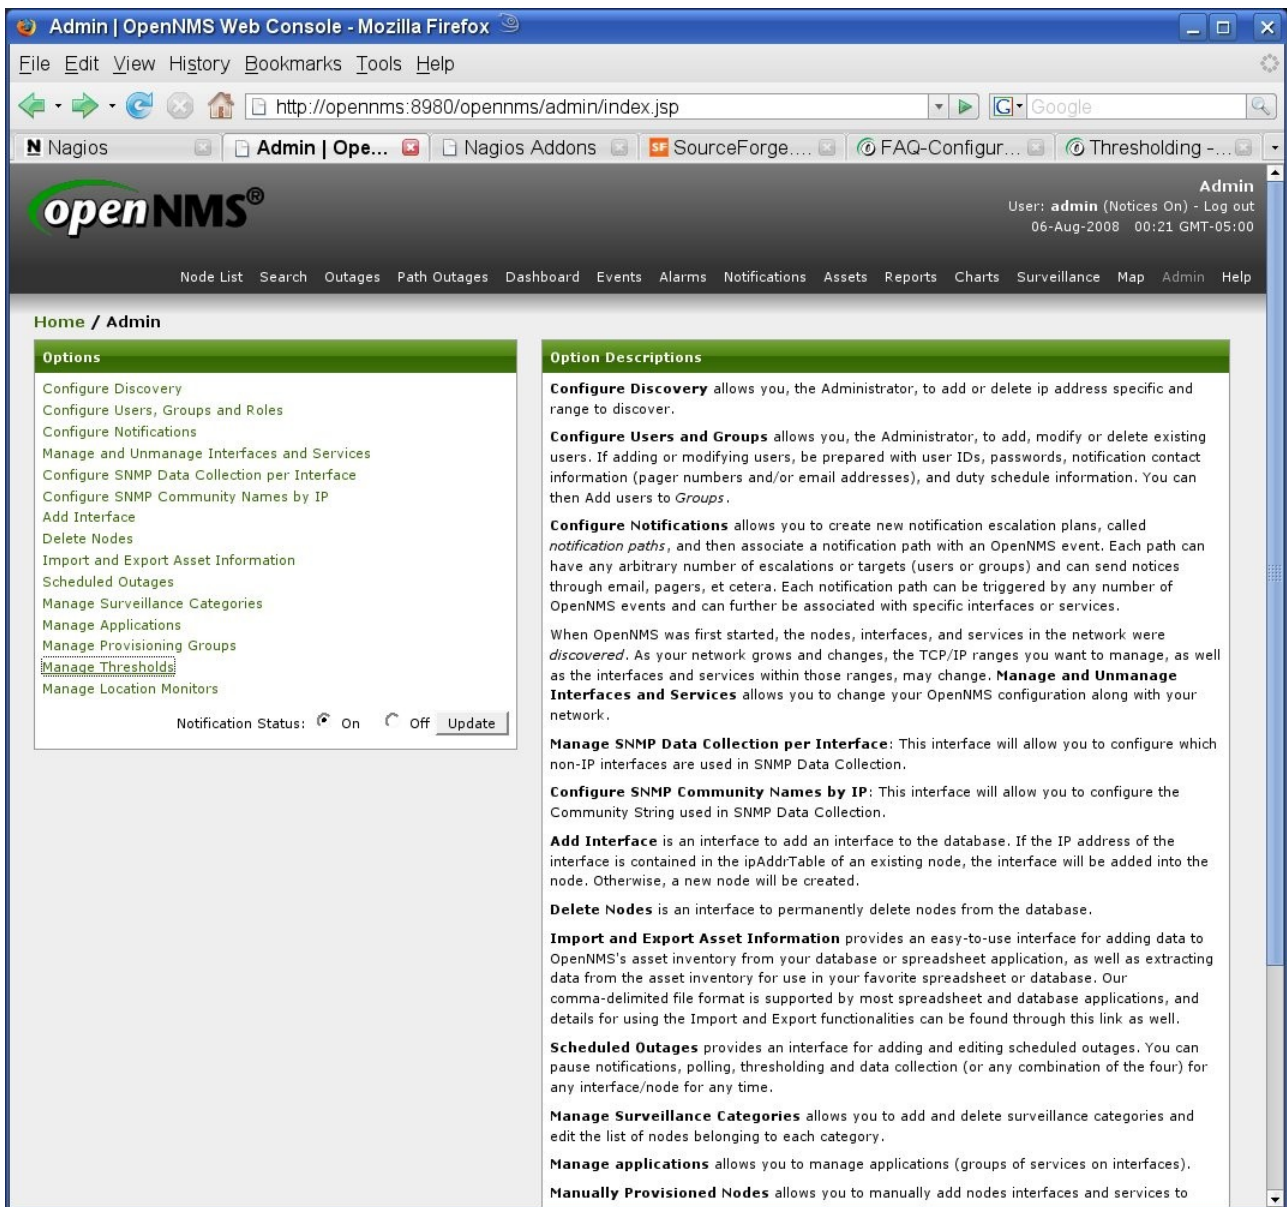 Admin | OpenNMS Web Console - Mozilla Firefox
File Edit View History Bookmarks Tools Help
http://opennms:8980/opennms/admin/index.jsp
G Google
N Nagios
Admin | Ope...
Nagios Addons
SF SourceForge....
FAQ-Configur...
Thresholding -...
openNMS®
Admin
User: admin (Notices On) - Log out
06-Aug-2008 00:21 GMT-05:00
Node List Search Outages Path Outages Dashboard Events Alarms Notifications Assets Reports Charts Surveillance Map Admin Help
Home / Admin
Options
Configure Discovery
Configure Users, Groups and Roles
Configure Notifications
Manage and Unmanage Interfaces and Services
Configure SNMP Data Collection per Interface
Configure SNMP Community Names by IP
Add Interface
Delete Nodes
Import and Export Asset Information
Scheduled Outages
Manage Surveillance Categories
Manage Applications
Manage Provisioning Groups
Manage Thresholds
Manage Location Monitors
Notification Status: On Off Update
Option Descriptions
Configure Discovery allows you, the Administrator, to add or delete ip address specific and
range to discover.
Configure Users and Groups allows you, the Administrator, to add, modify or delete existing
users. If adding or modifying users, be prepared with user IDs, passwords, notification contact
information (pager numbers and/or email addresses), and duty schedule information. You can
then Add users to Groups.
Configure Notifications allows you to create new notification escalation plans, called
notification paths, and then associate a notification path with an OpenNMS event. Each path can
have any arbitrary number of escalations or targets (users or groups) and can send notices
through email, pagers, et cetera. Each notification path can be triggered by any number of
OpenNMS events and can further be associated with specific interfaces or services.
When OpenNMS was first started, the nodes, interfaces, and services in the network were
discovered. As your network grows and changes, the TCP/IP ranges you want to manage, as well
as the interfaces and services within those ranges, may change. Manage and Unmanage
Interfaces and Services allows you to change your OpenNMS configuration along with your
network.
Manage SNMP Data Collection per Interface: This interface will allow you to configure which
non-IP interfaces are used in SNMP Data Collection.
Configure SNMP Community Names by IP: This interface will allow you to configure the
Community String used in SNMP Data Collection.
Add Interface is an interface to add an interface to the database. If the IP address of the
interface is contained in the ipAddrTable of an existing node, the interface will be added into the
node. Otherwise, a new node will be created.
Delete Nodes is an interface to permanently delete nodes from the database.
Import and Export Asset Information provides an easy-to-use interface for adding data to
OpenNMS's asset inventory from your database or spreadsheet application, as well as extracting
data from the asset inventory for use in your favorite spreadsheet or database. Our
comma-delimited file format is supported by most spreadsheet and database applications, and
details for using the Import and Export functionalities can be found through this link as well.
Scheduled Outages provides an interface for adding and editing scheduled outages. You can
pause notifications, polling, thresholding and data collection (or any combination of the four) for
any interface/node for any time.
Manage Surveillance Categories allows you to add and delete surveillance categories and
edit the list of nodes belonging to each category.
Manage applications allows you to manage applications (groups of services on interfaces).
Manually Provisioned Nodes allows you to manually add nodes interfaces and services to